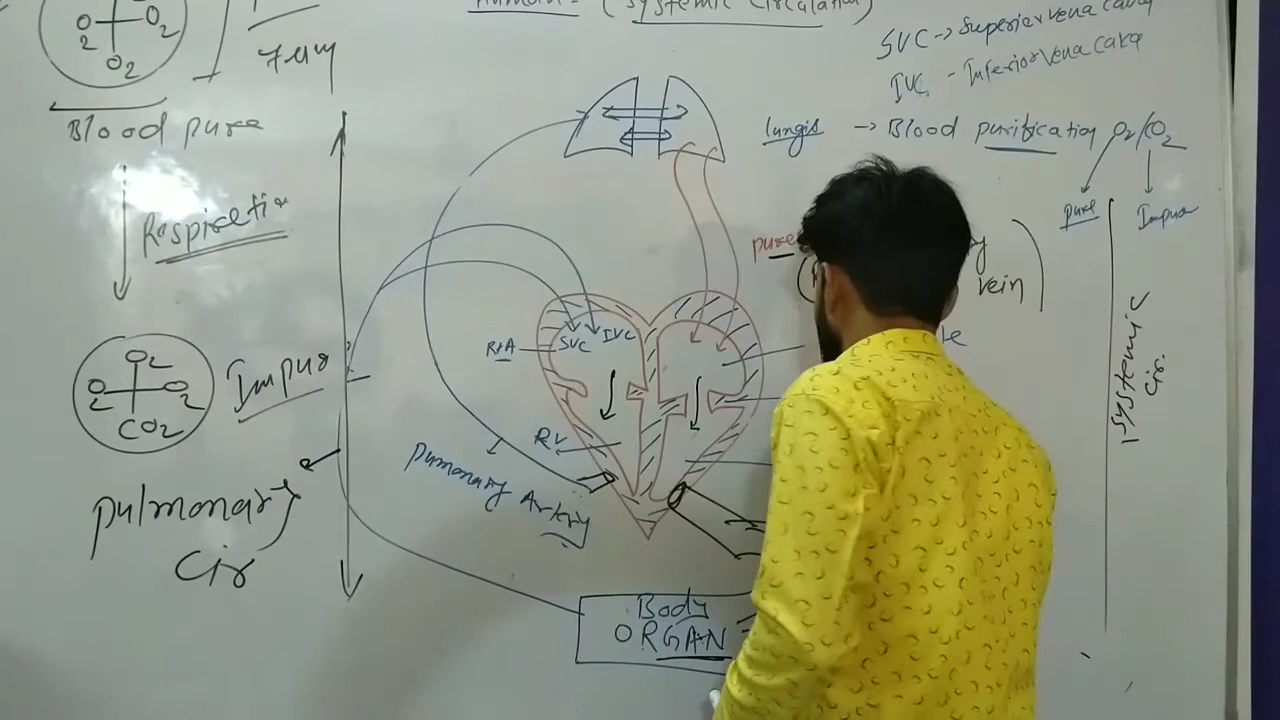 Human:- (Systemic Circulation)
SVC -> Superior vena cava
IVC - Inferior Vena Cava
O2 O2
O2
Blood pure
lungs -> Blood purification O2/CO2
pure Impure
Respiration
pure
vein
SVC IVC
RA
O2
O2 O2
CO2
Impur
Systemic
Cir.
RV
Pulmonary Artery
pulmonary
Cir
Body
ORGAN